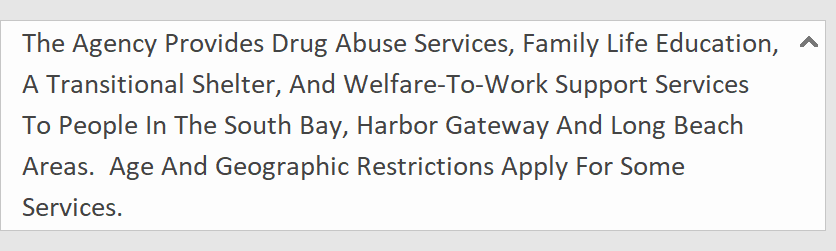 The Agency Provides Drug Abuse Services, Family Life Education,
A Transitional Shelter, And Welfare-To-Work Support Services
To People In The South Bay, Harbor Gateway And Long Beach
Areas.  Age And Geographic Restrictions Apply For Some
Services.